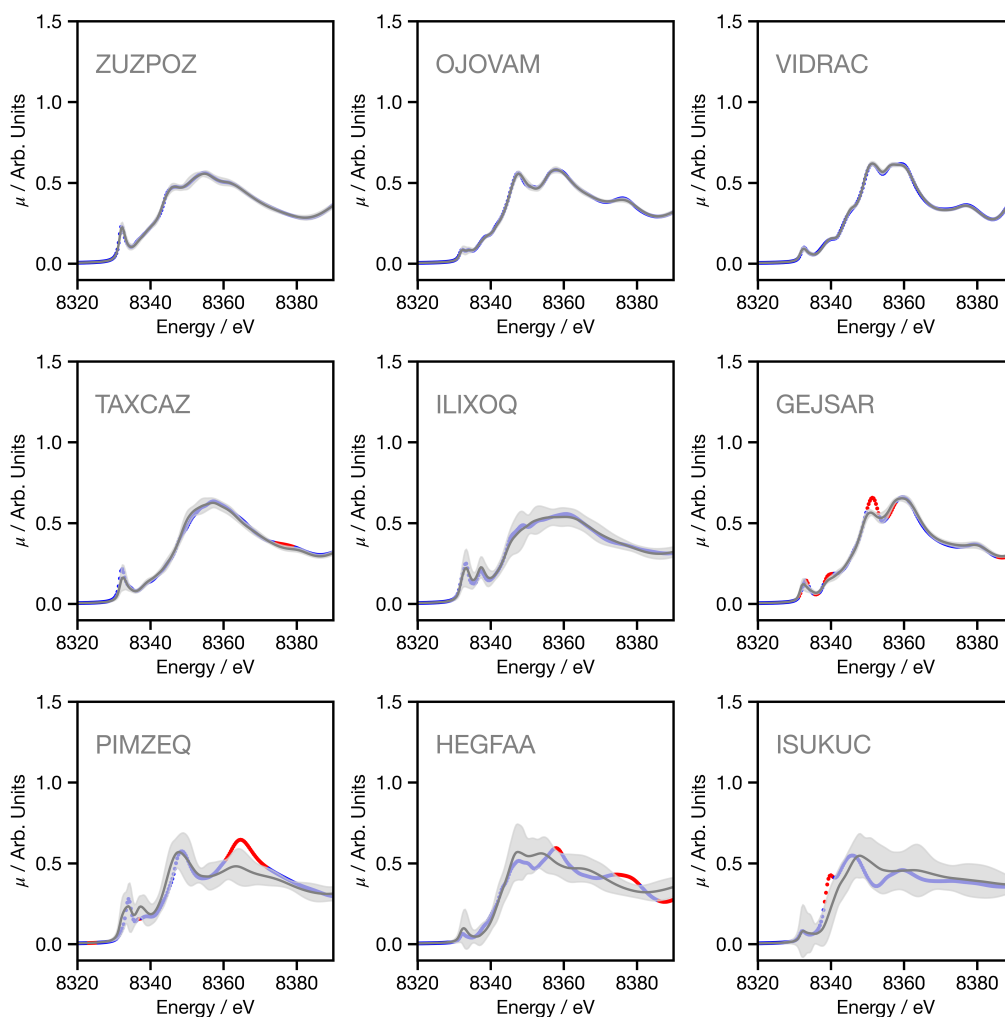 1.5
1.0
0.5
0.0
μ / Arb. Units
ZUZPOZ
8320 8340 8360 8380
Energy / eV
1.5
1.0
0.5
0.0
μ / Arb. Units
OJOVAM
8320 8340 8360 8380
Energy / eV
1.5
1.0
0.5
0.0
μ / Arb. Units
VIDRAC
8320 8340 8360 8380
Energy / eV
1.5
1.0
0.5
0.0
μ / Arb. Units
TAXCAZ
8320 8340 8360 8380
Energy / eV
1.5
1.0
0.5
0.0
μ / Arb. Units
ILIXOQ
8320 8340 8360 8380
Energy / eV
1.5
1.0
0.5
0.0
μ / Arb. Units
GEJSAR
8320 8340 8360 8380
Energy / eV
1.5
1.0
0.5
0.0
μ / Arb. Units
PIMZEQ
8320 8340 8360 8380
Energy / eV
1.5
1.0
0.5
0.0
μ / Arb. Units
HEGFAA
8320 8340 8360 8380
Energy / eV
1.5
1.0
0.5
0.0
μ / Arb. Units
ISUKUC
8320 8340 8360 8380
Energy / eV